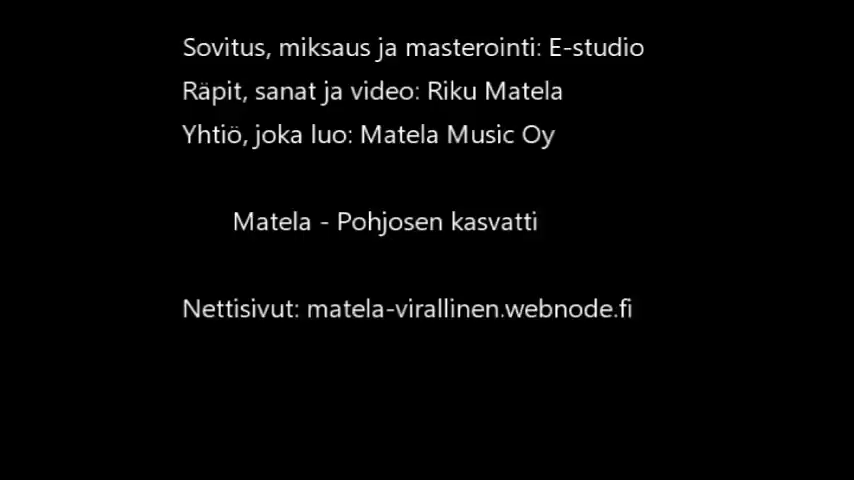 Sovitus, miksaus ja masterointi: E-studio
Räpit, sanat ja video: Riku Matela
Yhtiö, joka luo: Matela Music Oy
Matela - Pohjosen kasvatti
Nettisivut: matela-virallinen.webnode.fi